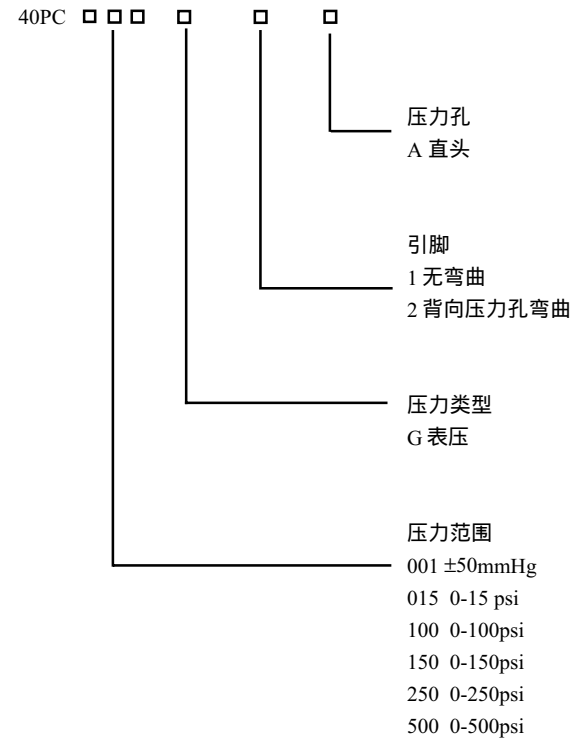 40PC □ □ □ □ □ □
压力孔
A 直头
引脚
1 无弯曲
2 背向压力孔弯曲
压力类型
G 表压
压力范围
001 ±50mmHg
015 0-15 psi
100 0-100psi
150 0-150psi
250 0-250psi
500 0-500psi